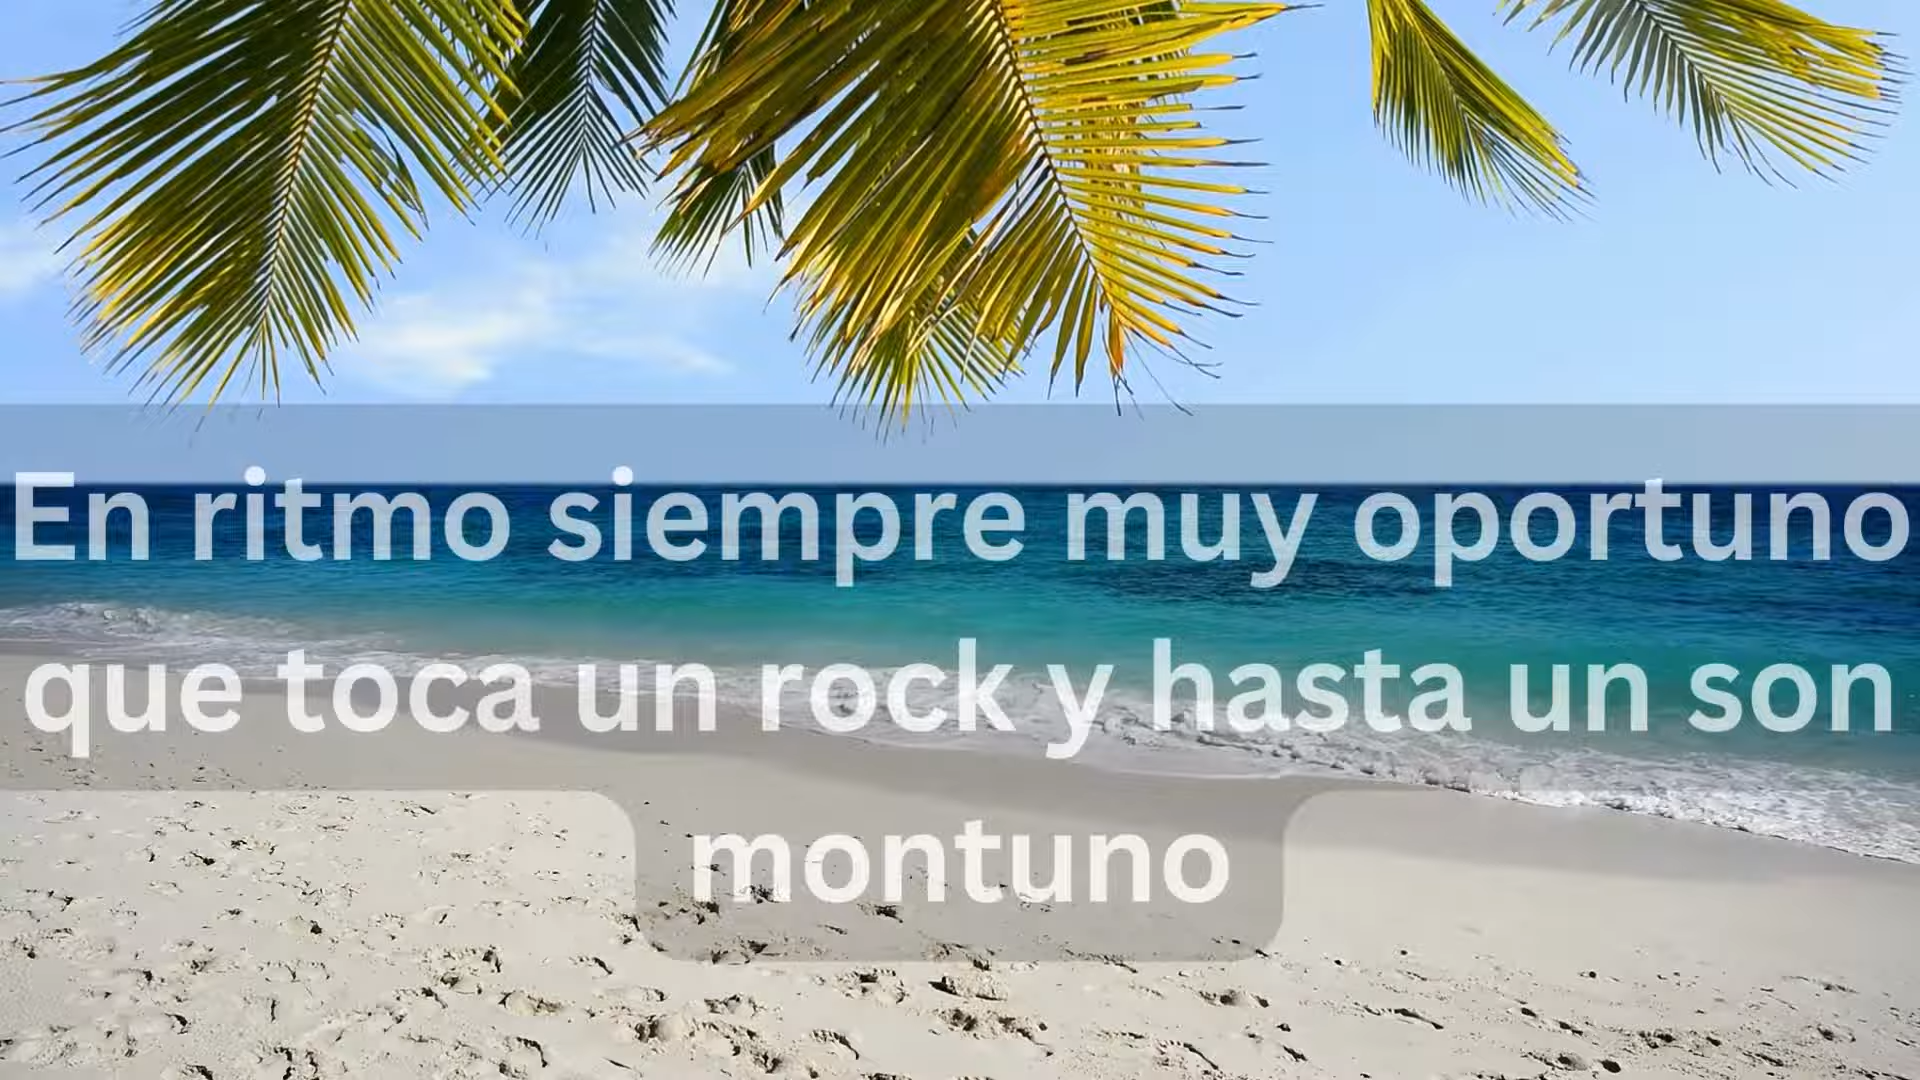 En ritmo siempre muy oportuno
que toca un rock y hasta un son
montuno